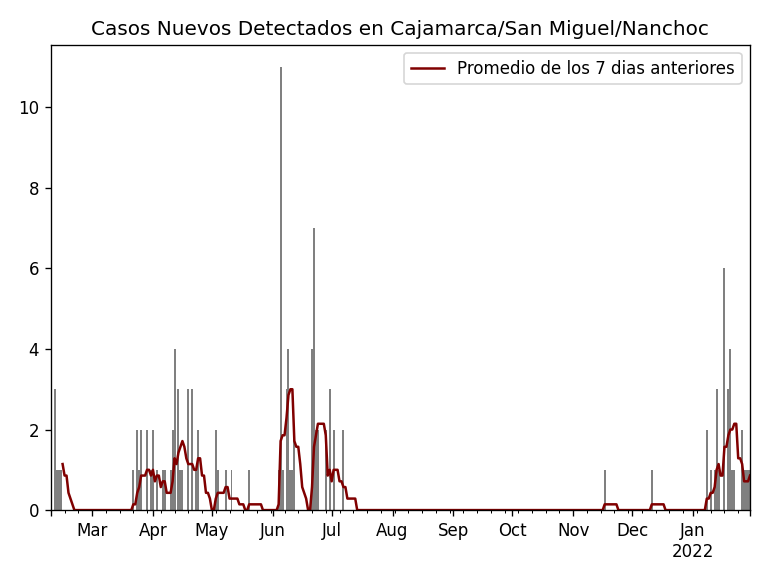 Casos Nuevos Detectados en Cajamarca/San Miguel/Nanchoc
Promedio de los 7 dias anteriores
10
8
6
4
2
0
Mar Apr May Jun Jul Aug Sep Oct Nov Dec Jan
2022